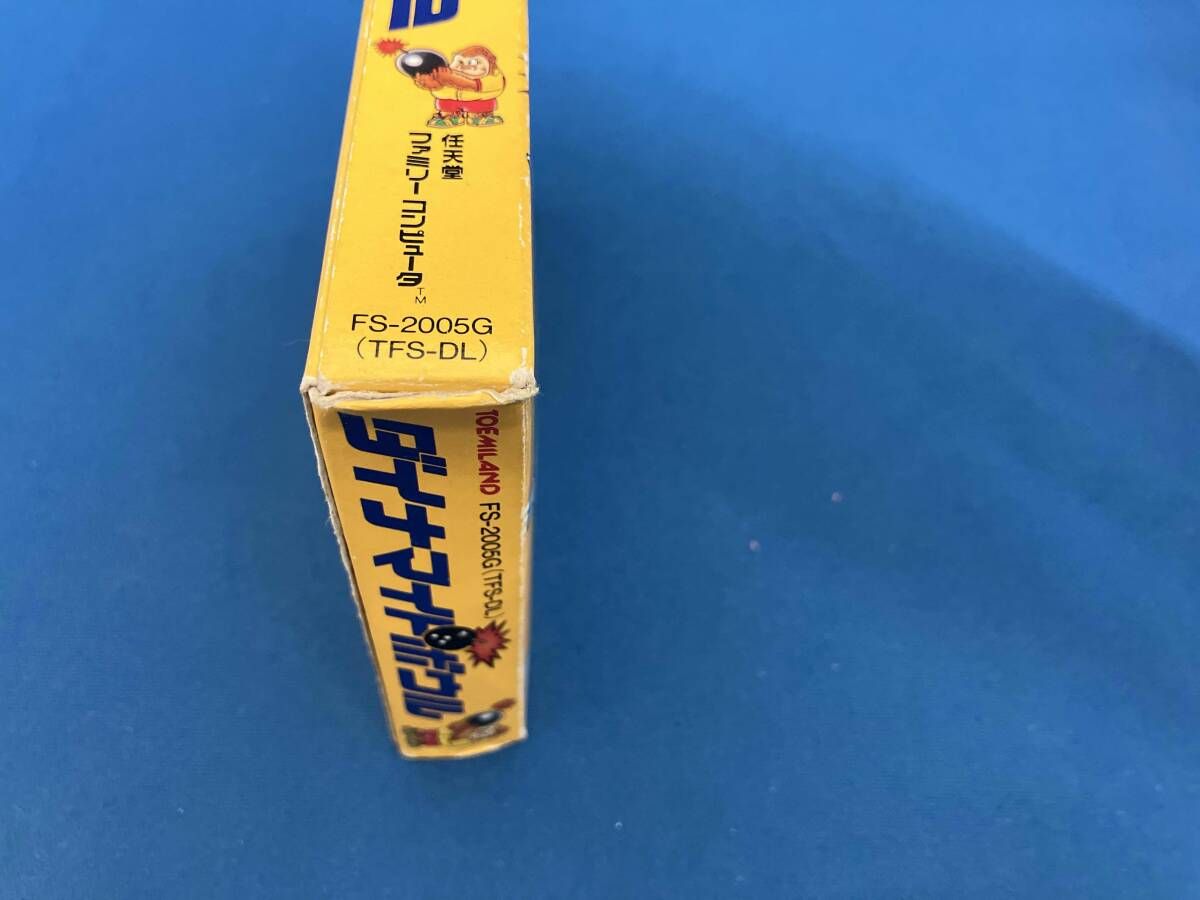 任天堂
ファミリーコンピュータ TM
FS-2005G
(TFS-DL)
TOEMILAND FS-2005G(TFS-DL)
ダイナマイトボウル